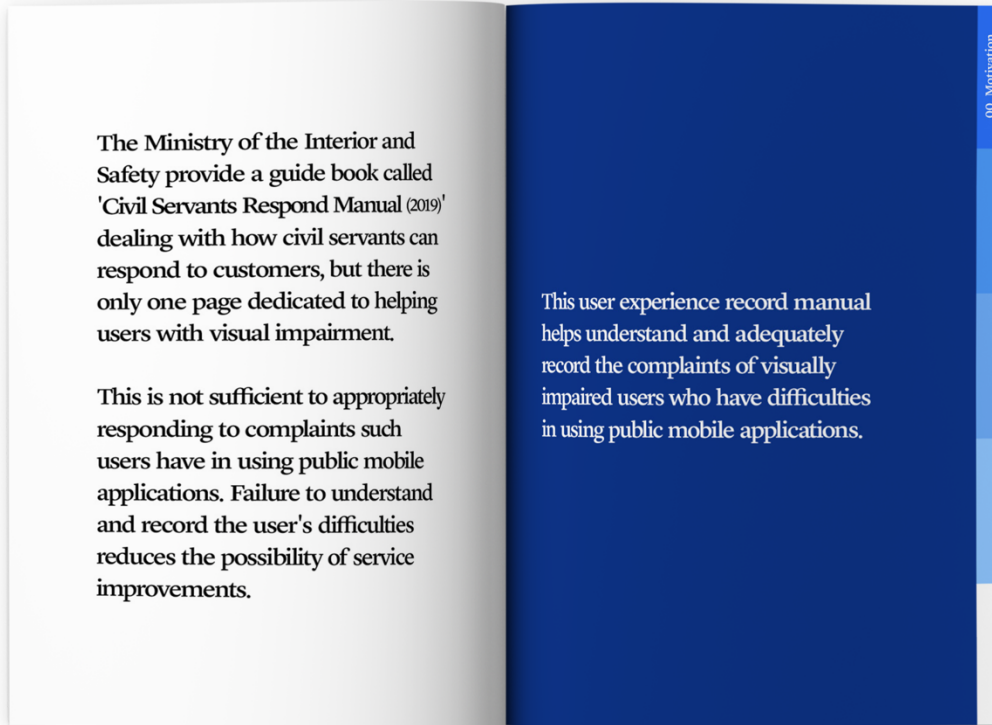 The Ministry of the Interior and
Safety provide a guide book called
'Civil Servants Respond Manual (2019)'
dealing with how civil servants can
respond to customers, but there is
only one page dedicated to helping
users with visual impairment.
This is not sufficient to appropriately
responding to complaints such
users have in using public mobile
applications. Failure to understand
and record the user's difficulties
reduces the possibility of service
improvements.
This user experience record manual
helps understand and adequately
record the complaints of visually
impaired users who have difficulties
in using public mobile applications.
00 Motivation